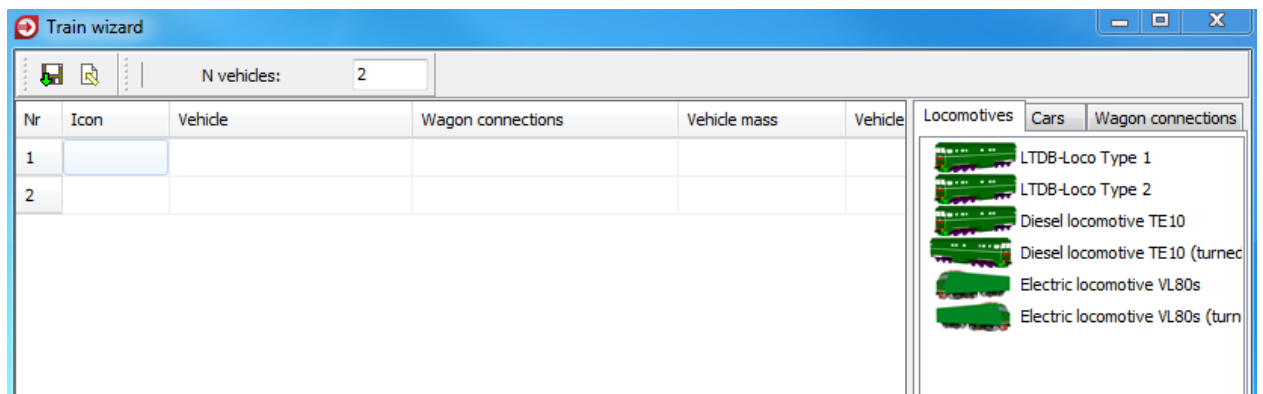 Train wizard
N vehicles: 2
Nr Icon Vehicle Wagon connections Vehicle mass Vehicle
1
2
Locomotives Cars Wagon connections
LTDB-Loco Type 1
LTDB-Loco Type 2
Diesel locomotive TE10
Diesel locomotive TE10 (turned
Electric locomotive VL80s
Electric locomotive VL80s (turn